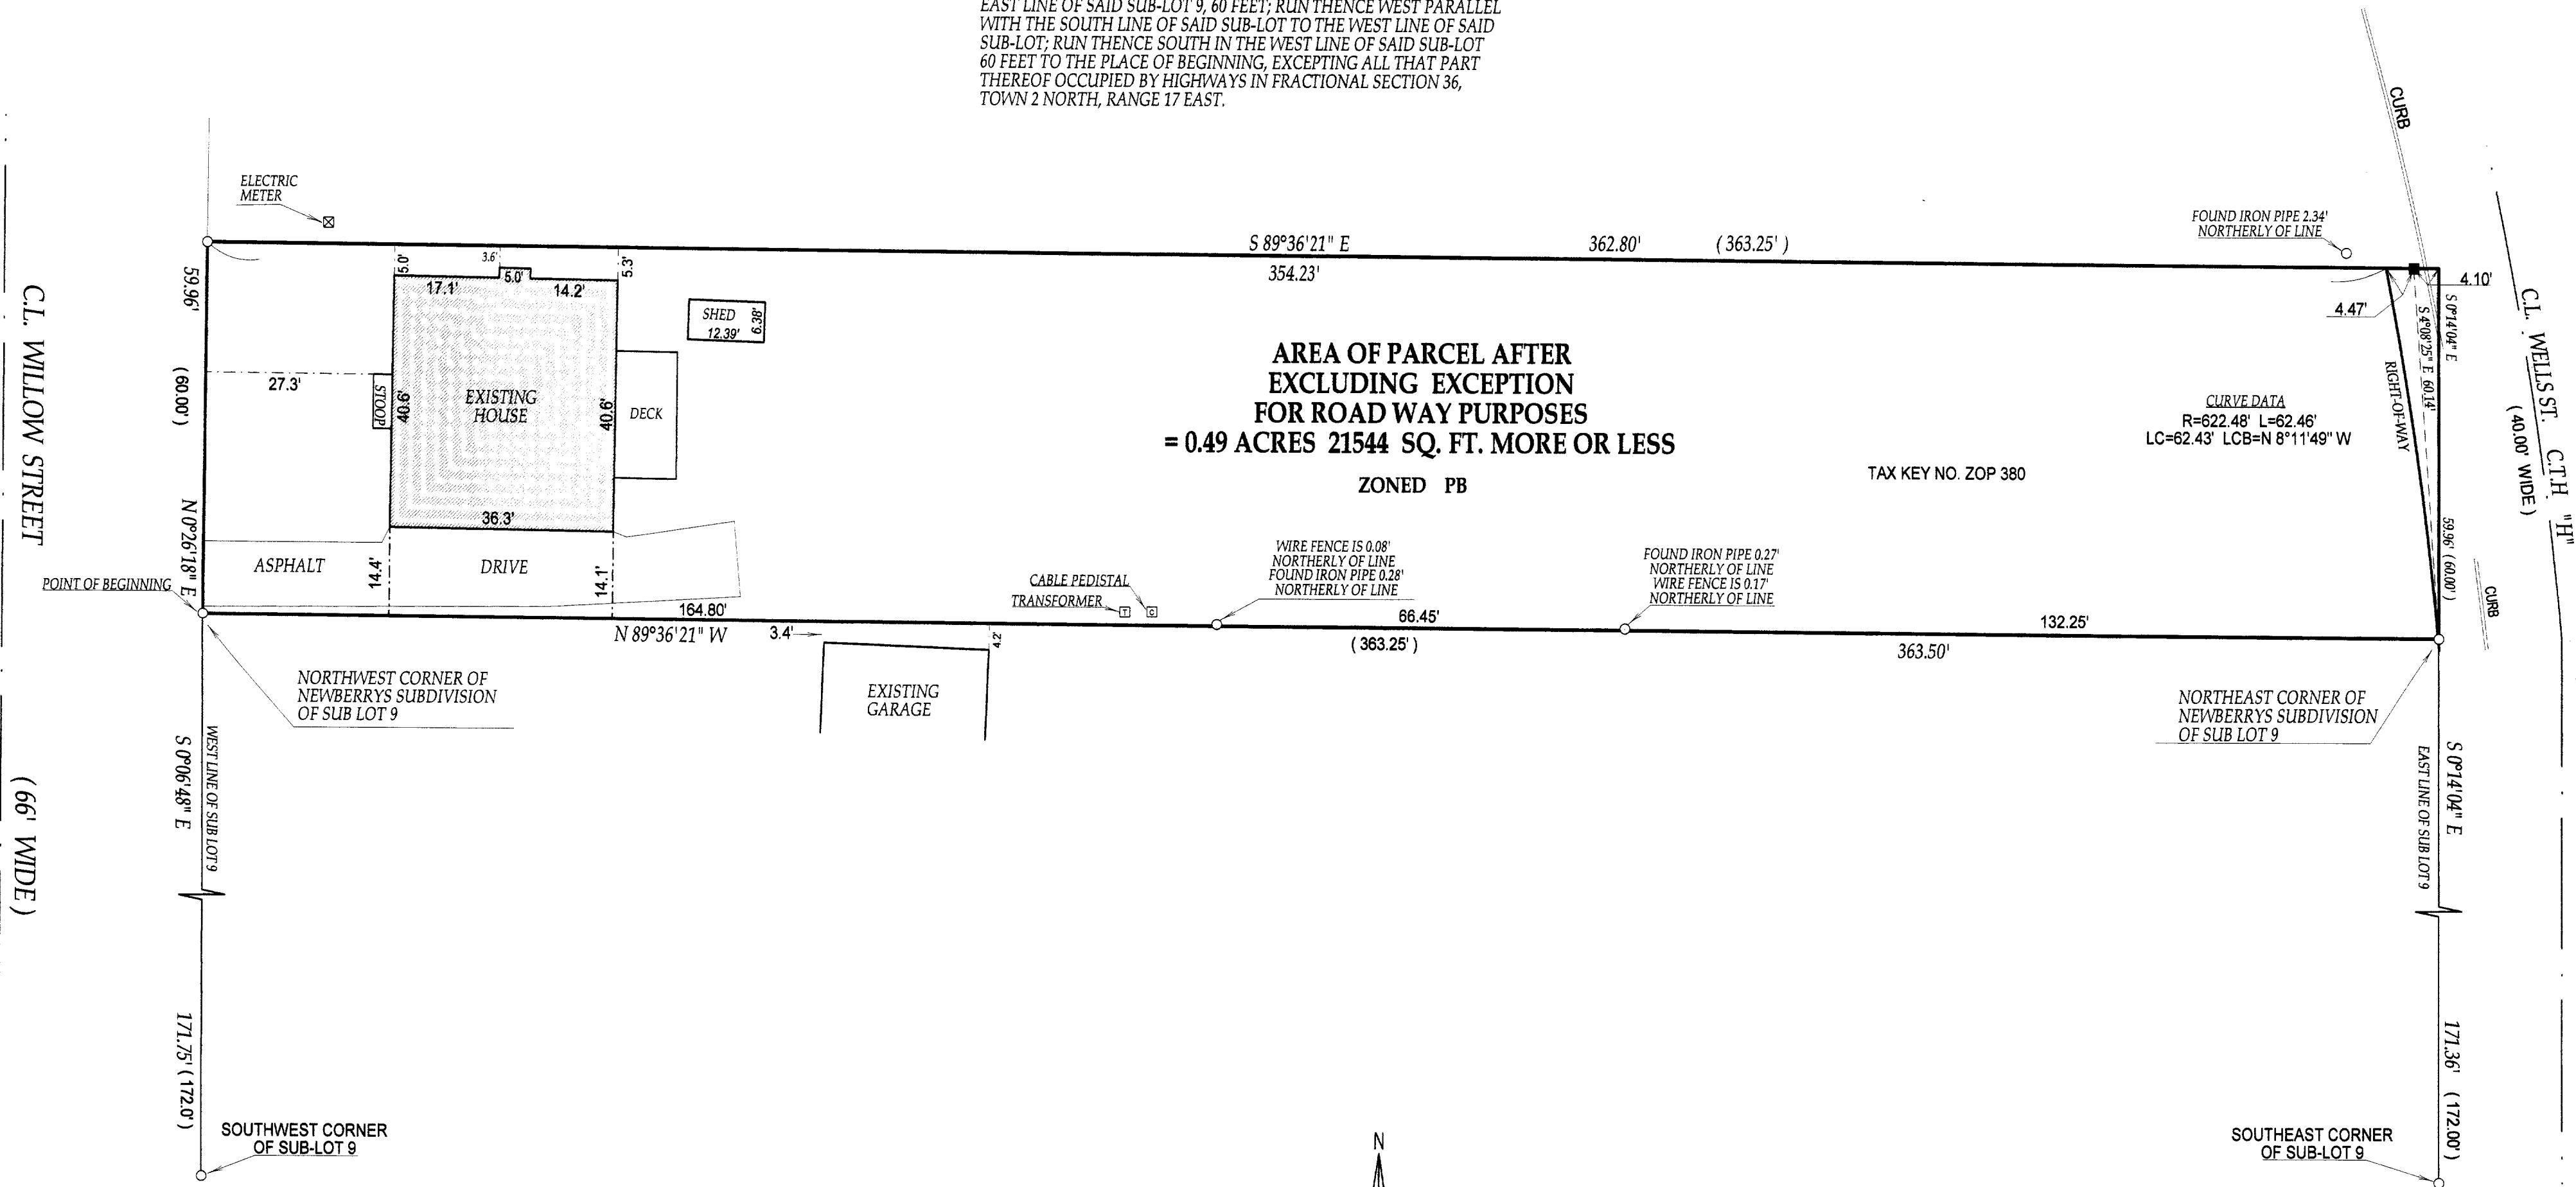 EAST LINE OF SAID SUB-LOT 9, 60 FEET; RUN THENCE WEST PARALLEL
WITH THE SOUTH LINE OF SAID SUB-LOT TO THE WEST LINE OF SAID
SUB-LOT; RUN THENCE SOUTH IN THE WEST LINE OF SAID SUB-LOT
60 FEET TO THE PLACE OF BEGINNING, EXCEPTING ALL THAT PART
THEREOF OCCUPIED BY HIGHWAYS IN FRACTIONAL SECTION 36,
TOWN 2 NORTH, RANGE 17 EAST.
CURB
ELECTRIC
METER
FOUND IRON PIPE 2.34'
NORTHERLY OF LINE
S 89°36'21" E 362.80' (363.25')
354.23'
5.0'
3.6'
5.3'
17.1'
5.0'
14.2'
59.96'
(60.00')
N 0°26'18" E
C.L. WILLOW STREET
(66' WIDE)
27.3'
STOOP
40.6'
EXISTING
HOUSE
40.6'
DECK
SHED
12.39'
6.38'
36.3'
AREA OF PARCEL AFTER
EXCLUDING EXCEPTION
FOR ROAD WAY PURPOSES
= 0.49 ACRES 21544 SQ. FT. MORE OR LESS
ZONED PB
TAX KEY NO. ZOP 380
CURVE DATA
R=622.48' L=62.46'
LC=62.43' LCB=N 8°11'49" W
4.10'
4.47'
S 0°14'04" E
S 4°08'25" E 60.14'
RIGHT-OF-WAY
59.96' (60.00')
C.L. WELLS ST. C.T.H "H"
(40.00' WIDE)
CURB
ASPHALT
DRIVE
14.4'
14.1'
POINT OF BEGINNING
164.80'
N 89°36'21" W
3.4'
4.2'
CABLE PEDISTAL
TRANSFORMER
T
C
WIRE FENCE IS 0.08'
NORTHERLY OF LINE
FOUND IRON PIPE 0.28'
NORTHERLY OF LINE
66.45'
(363.25')
FOUND IRON PIPE 0.27'
NORTHERLY OF LINE
WIRE FENCE IS 0.17'
NORTHERLY OF LINE
132.25'
363.50'
EXISTING
GARAGE
NORTHWEST CORNER OF
NEWBERRYS SUBDIVISION
OF SUB LOT 9
NORTHEAST CORNER OF
NEWBERRYS SUBDIVISION
OF SUB LOT 9
WEST LINE OF SUB LOT 9
S 0°06'48" E
171.75' (172.0')
EAST LINE OF SUB LOT 9
S 0°14'04" E
171.36' (172.00')
SOUTHWEST CORNER
OF SUB-LOT 9
N
SOUTHEAST CORNER
OF SUB-LOT 9